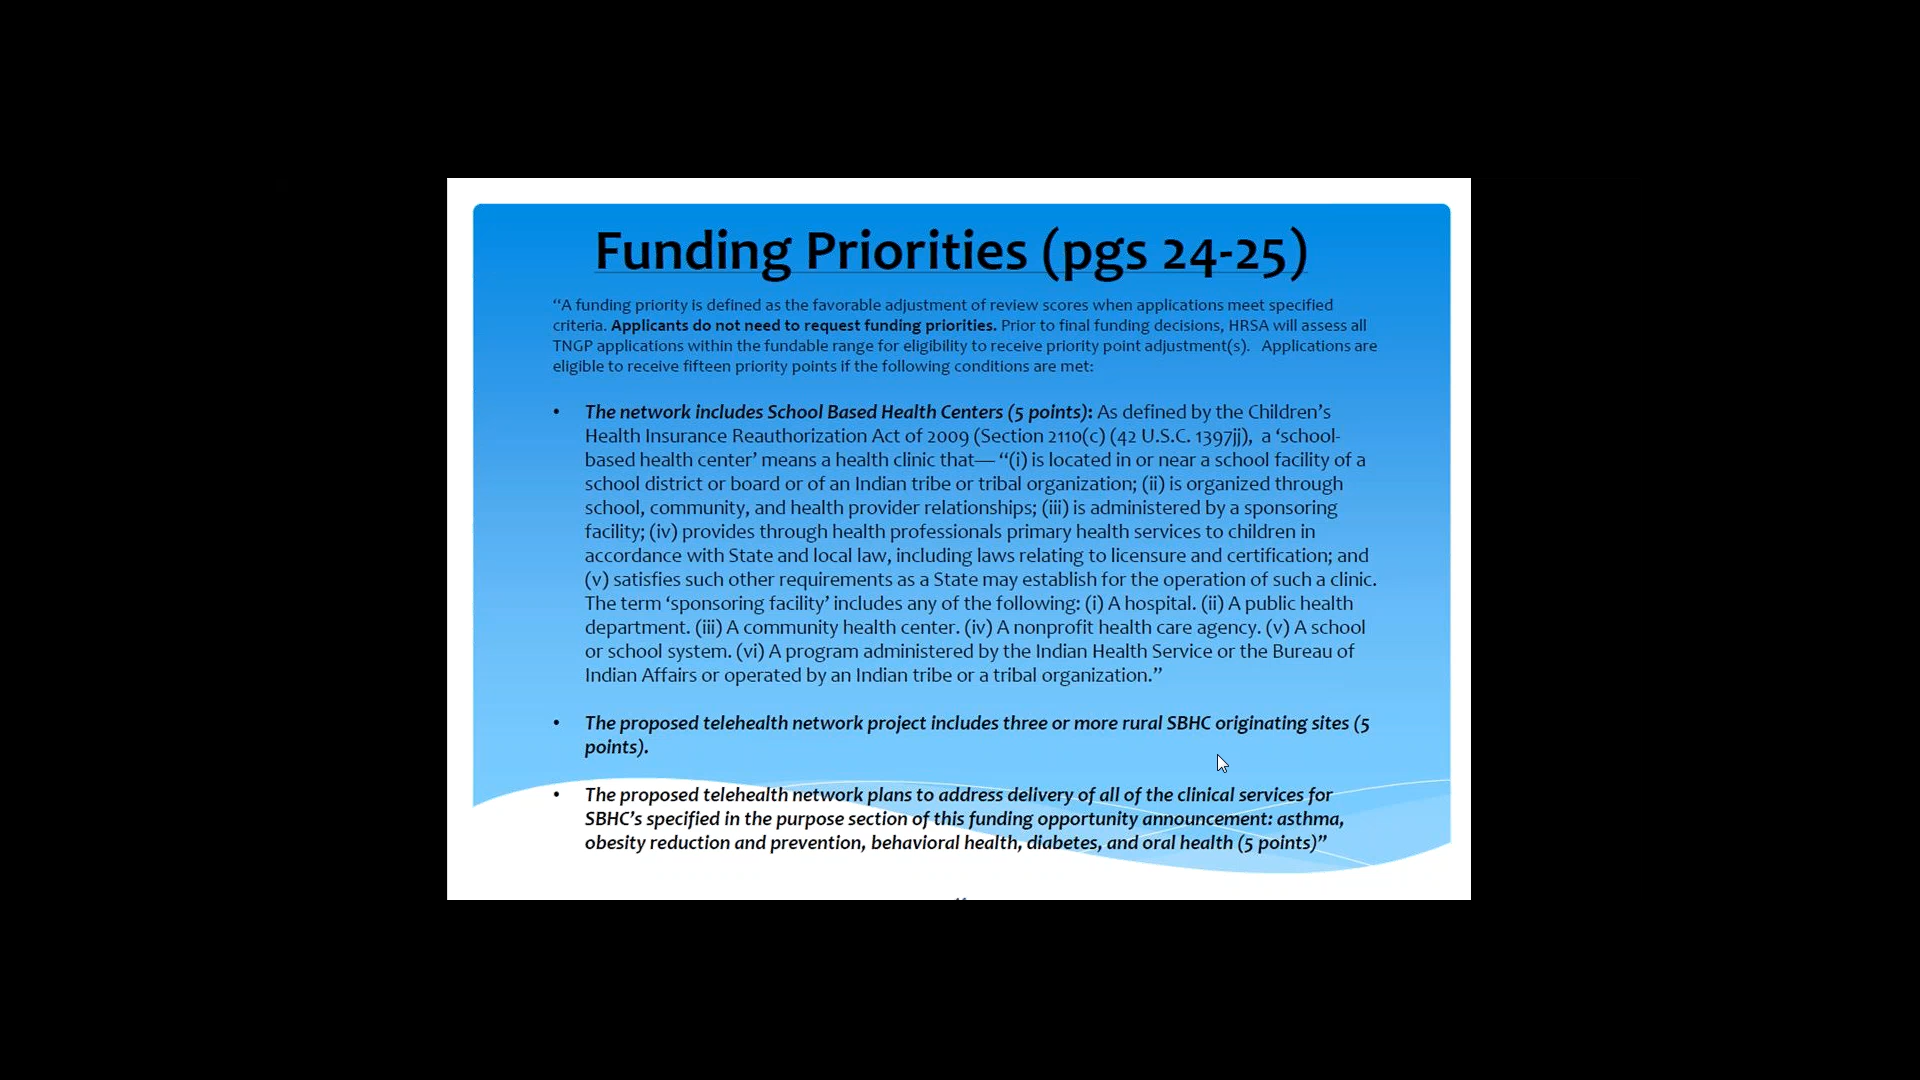 Funding Priorities (pgs 24-25)
“A funding priority is defined as the favorable adjustment of review scores when applications meet specified
criteria. Applicants do not need to request funding priorities. Prior to final funding decisions, HRSA will assess all
TNGP applications within the fundable range for eligibility to receive priority point adjustment(s). Applications are
eligible to receive fifteen priority points if the following conditions are met:
• The network includes School Based Health Centers (5 points): As defined by the Children’s
Health Insurance Reauthorization Act of 2009 (Section 2110(c) (42 U.S.C. 1397jj), a ‘school-
based health center’ means a health clinic that— “(i) is located in or near a school facility of a
school district or board or of an Indian tribe or tribal organization; (ii) is organized through
school, community, and health provider relationships; (iii) is administered by a sponsoring
facility; (iv) provides through health professionals primary health services to children in
accordance with State and local law, including laws relating to licensure and certification; and
(v) satisfies such other requirements as a State may establish for the operation of such a clinic.
The term ‘sponsoring facility’ includes any of the following: (i) A hospital. (ii) A public health
department. (iii) A community health center. (iv) A nonprofit health care agency. (v) A school
or school system. (vi) A program administered by the Indian Health Service or the Bureau of
Indian Affairs or operated by an Indian tribe or a tribal organization.”
• The proposed telehealth network project includes three or more rural SBHC originating sites (5
points).
• The proposed telehealth network plans to address delivery of all of the clinical services for
SBHC’s specified in the purpose section of this funding opportunity announcement: asthma,
obesity reduction and prevention, behavioral health, diabetes, and oral health (5 points)”